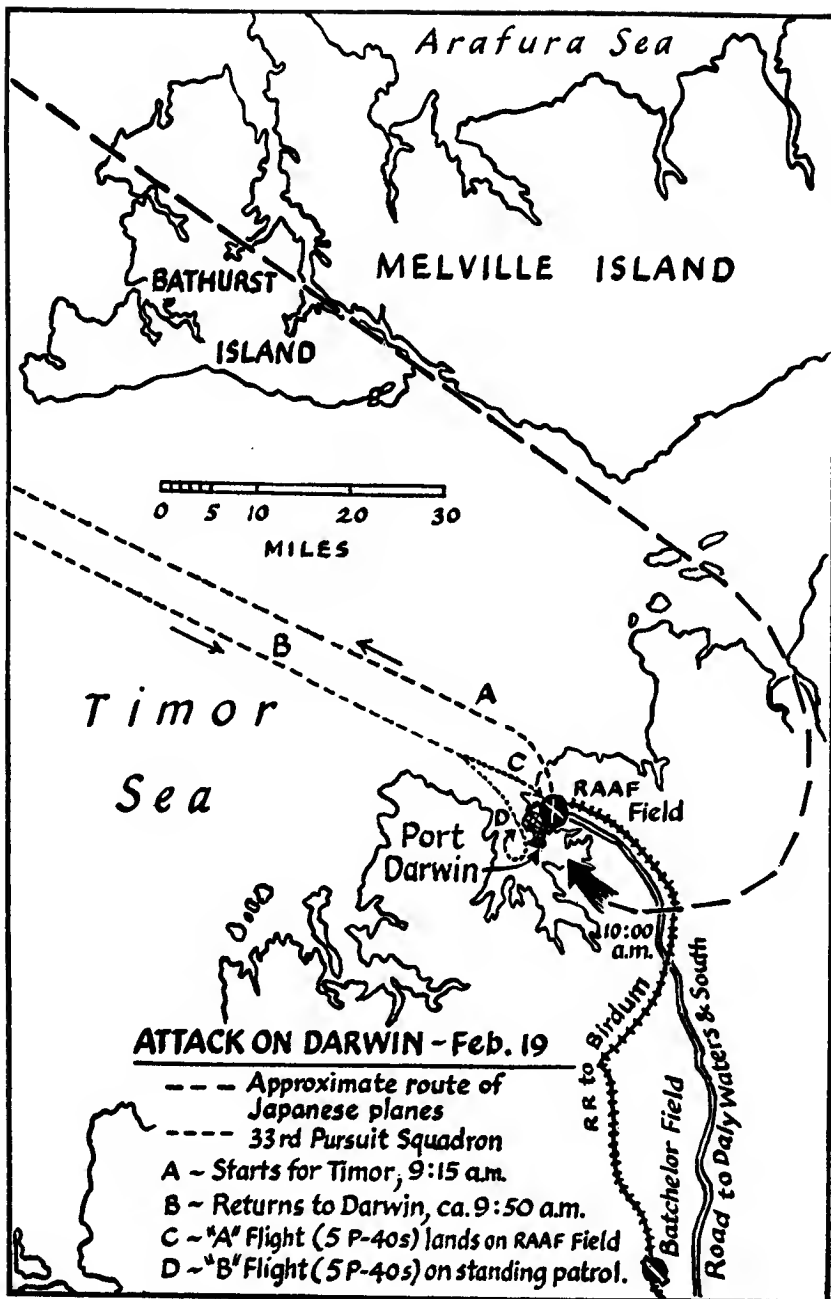 Arafura Sea
MELVILLE ISLAND
BATHURST
ISLAND
0 5 10 20 30
MILES
B
A
Timor
Sea
C
RAAF
Field
D
Port
Darwin
10:00
a.m.
RR to Birdum
Batchelor Field
Road to Daly Waters & South
ATTACK ON DARWIN - Feb. 19
--- Approximate route of
Japanese planes
---- 33rd Pursuit Squadron
A ~ Starts for Timor, 9:15 a.m.
B ~ Returns to Darwin, ca. 9:50 a.m.
C ~ "A" Flight (5 P-40s) lands on RAAF Field
D ~ "B" Flight (5 P-40s) on standing patrol.